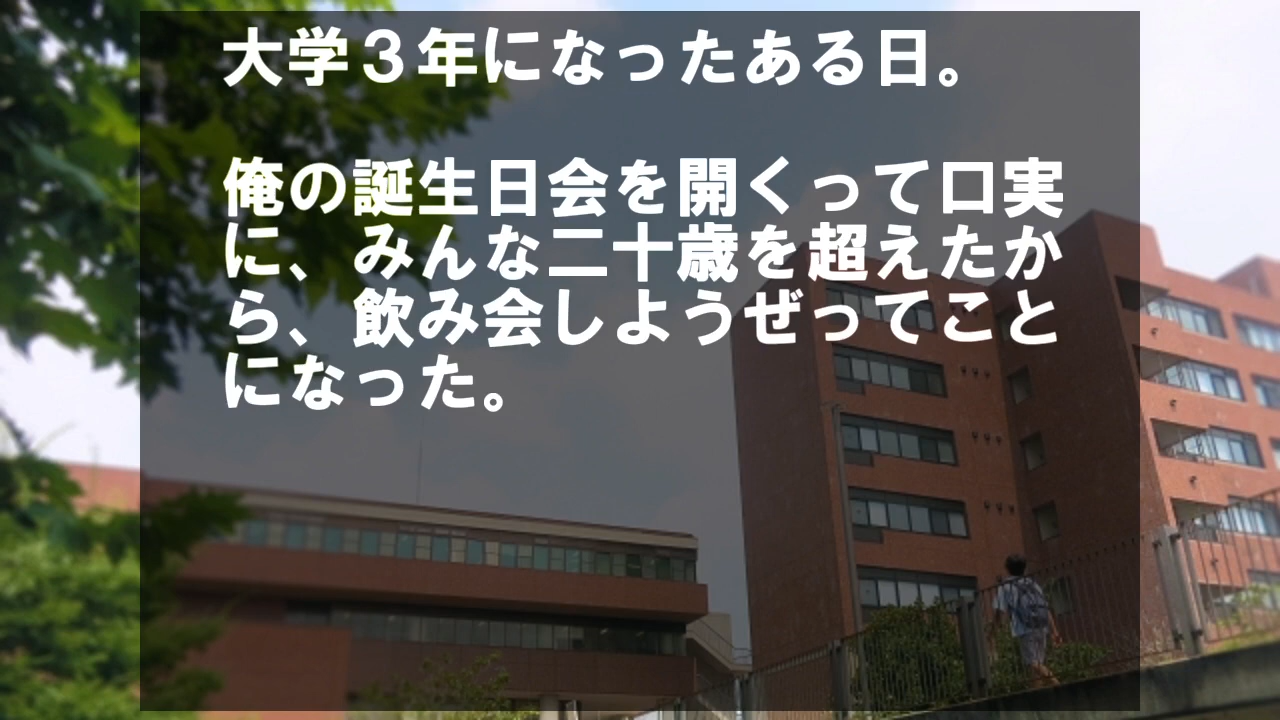 大学３年になったある日。
俺の誕生日会を開くって口実
に、みんな二十歳を超えたか
ら、飲み会しようぜってこと
になった。